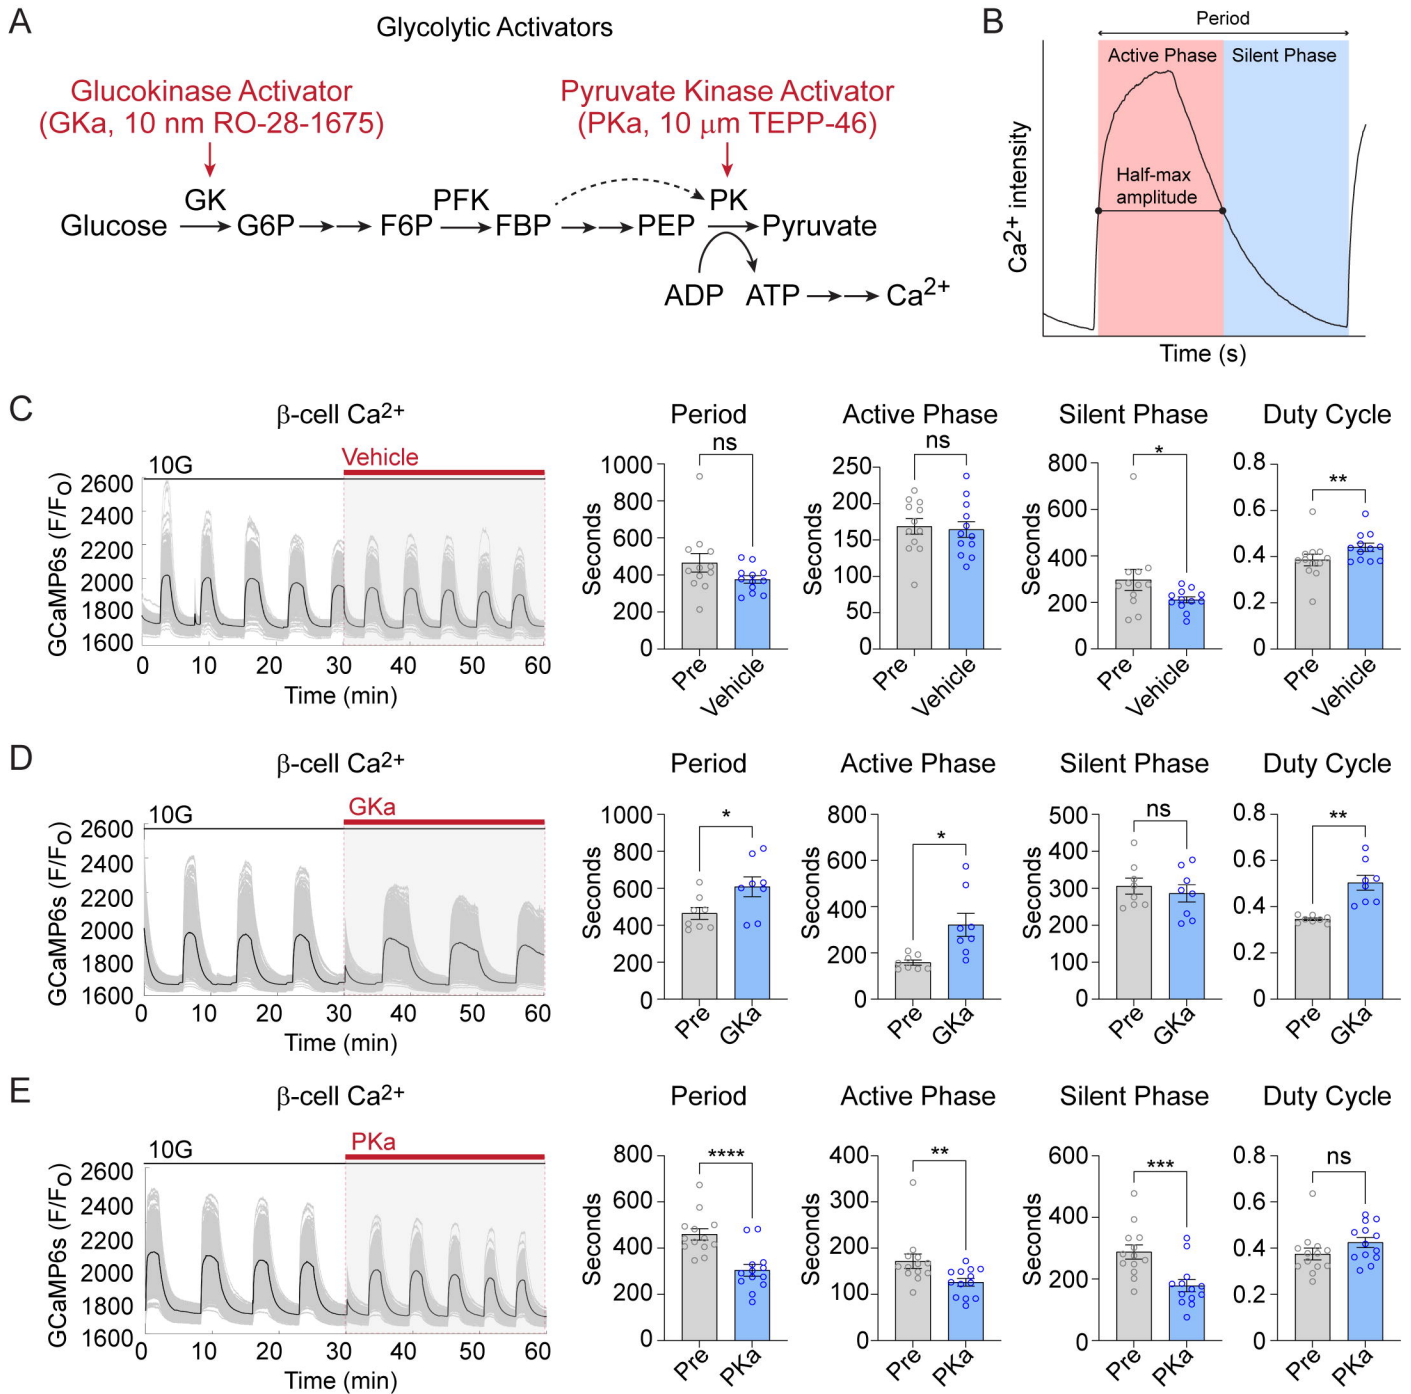 A
Glycolytic Activators
Glucokinase Activator
(GKa, 10 nm RO-28-1675)
Pyruvate Kinase Activator
(PKa, 10 μm TEPP-46)
GK
PFK
PK
Glucose
G6P
F6P
FBP
PEP
Pyruvate
ADP
ATP
Ca2+
B
Period
Active Phase
Silent Phase
Half-max
amplitude
Ca2+ intensity
Time (s)
C
β-cell Ca2+
10G
Vehicle
GCaMP6s (F/FO)
2600
2400
2200
2000
1800
1600
0
10
20
30
40
50
60
Time (min)
Period
ns
Seconds
1000
800
600
400
200
0
Pre
Vehicle
Active Phase
ns
Seconds
250
200
150
100
50
0
Pre
Vehicle
Silent Phase
*
Seconds
800
600
400
200
0
Pre
Vehicle
Duty Cycle
**
0.8
0.6
0.4
0.2
0
Pre
Vehicle
D
β-cell Ca2+
10G
GKa
GCaMP6s (F/FO)
2600
2400
2200
2000
1800
1600
0
10
20
30
40
50
60
Time (min)
Period
*
Seconds
1000
800
600
400
200
0
Pre
GKa
Active Phase
*
Seconds
800
600
400
200
0
Pre
GKa
Silent Phase
ns
Seconds
500
400
300
200
100
0
Pre
GKa
Duty Cycle
**
0.8
0.6
0.4
0.2
0
Pre
GKa
E
β-cell Ca2+
10G
PKa
GCaMP6s (F/FO)
2600
2400
2200
2000
1800
1600
0
10
20
30
40
50
60
Time (min)
Period
****
Seconds
800
600
400
200
0
Pre
PKa
Active Phase
**
Seconds
400
300
200
100
0
Pre
PKa
Silent Phase
***
Seconds
600
400
200
0
Pre
PKa
Duty Cycle
ns
0.8
0.6
0.4
0.2
0
Pre
PKa